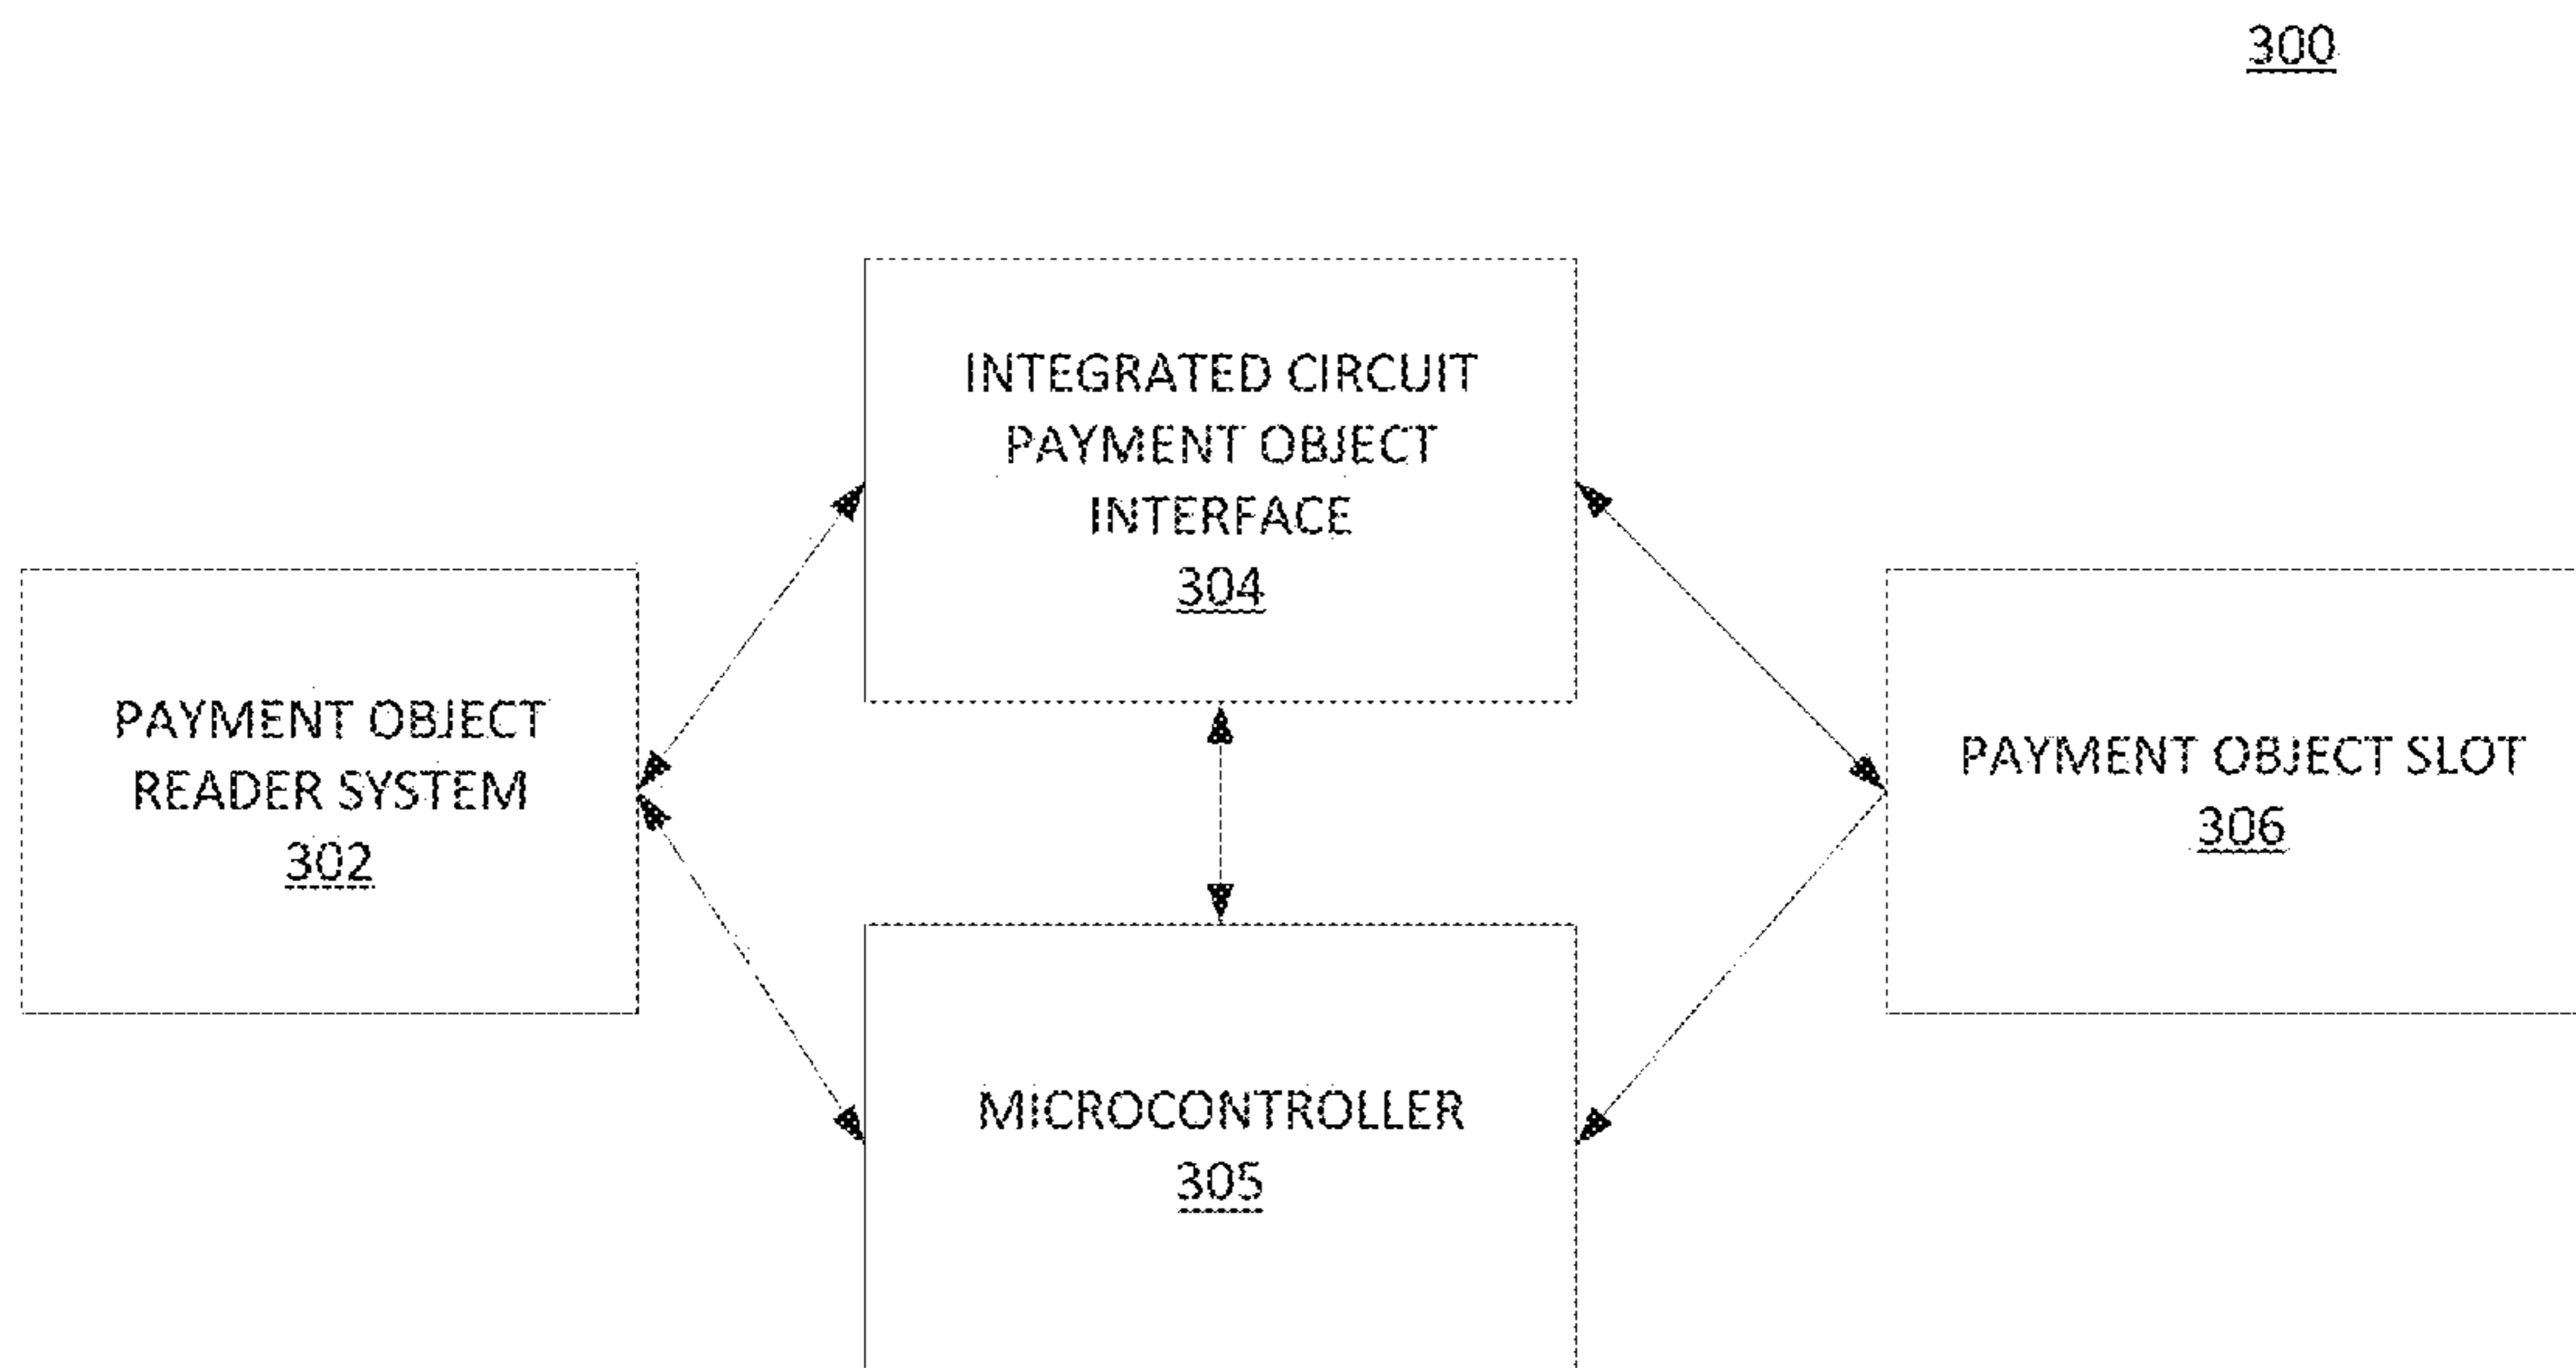 300
INTEGRATED CIRCUIT
PAYMENT OBJECT
INTERFACE
304
PAYMENT OBJECT
READER SYSTEM
302
PAYMENT OBJECT SLOT
306
MICROCONTROLLER
305